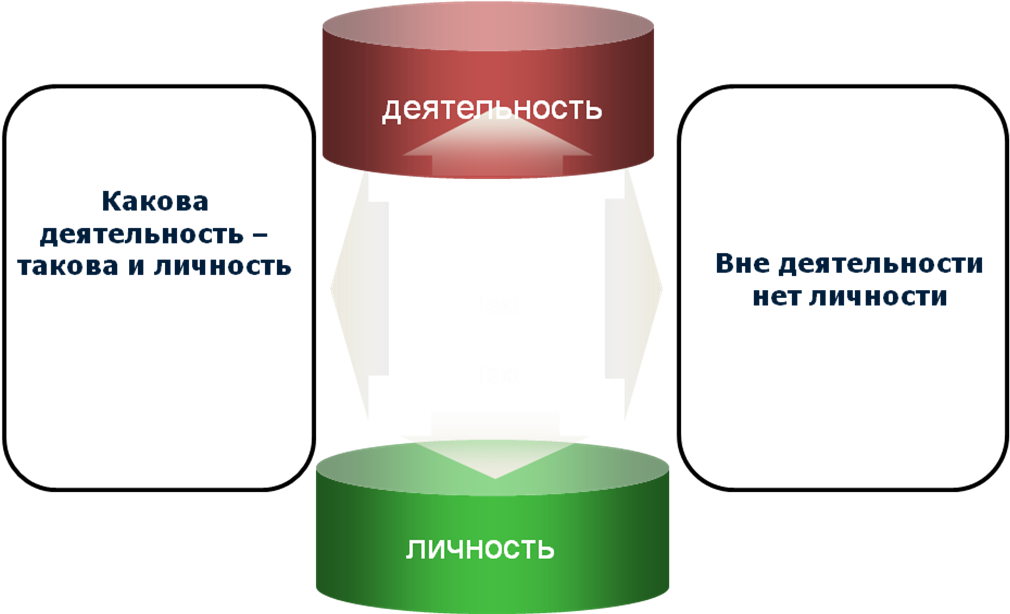 деятельность
Какова
деятельность –
такова и личность
Вне деятельности
нет личности
личность